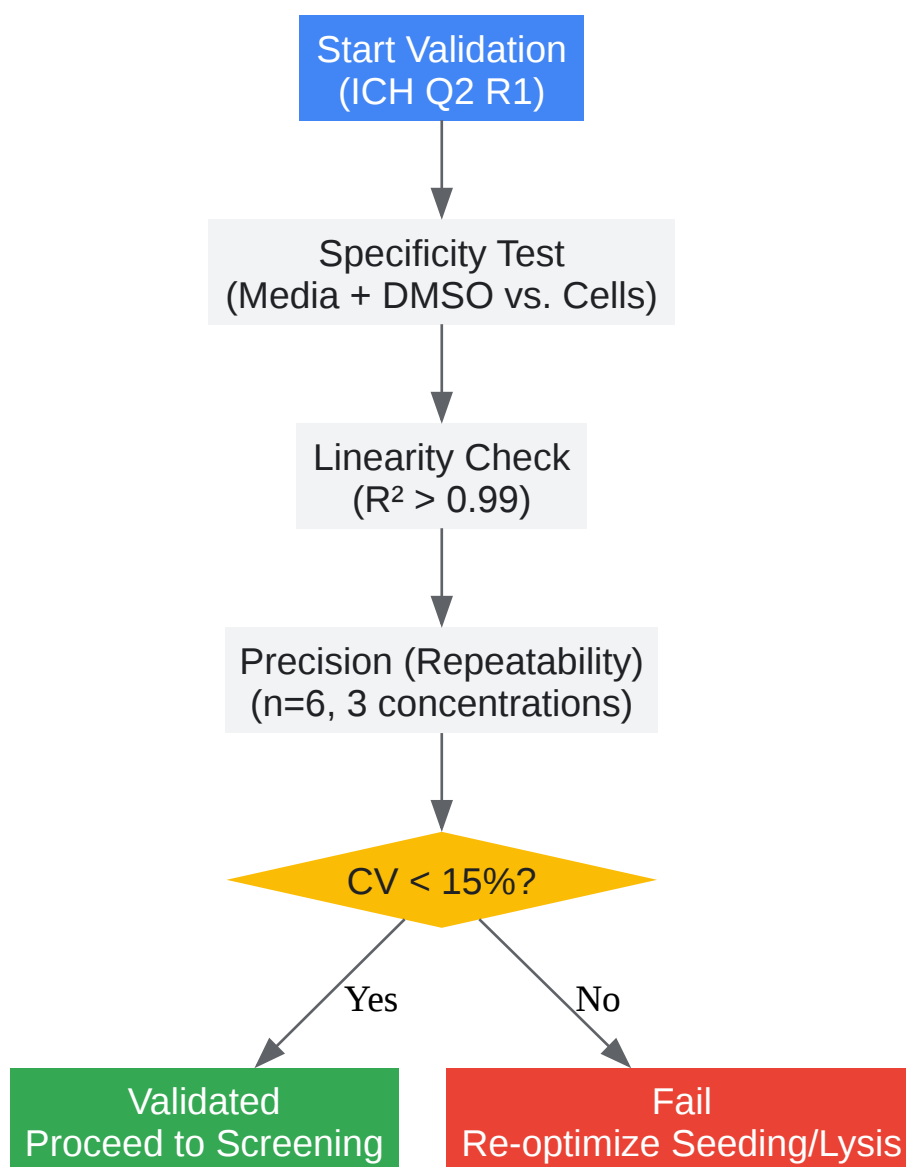 Start Validation
(ICH Q2 R1)
Specificity Test
(Media + DMSO vs. Cells)
Linearity Check
(R² > 0.99)
Precision (Repeatability)
(n=6, 3 concentrations)
CV < 15%?
Yes
No
Validated
Proceed to Screening
Fail
Re-optimize Seeding/Lysis